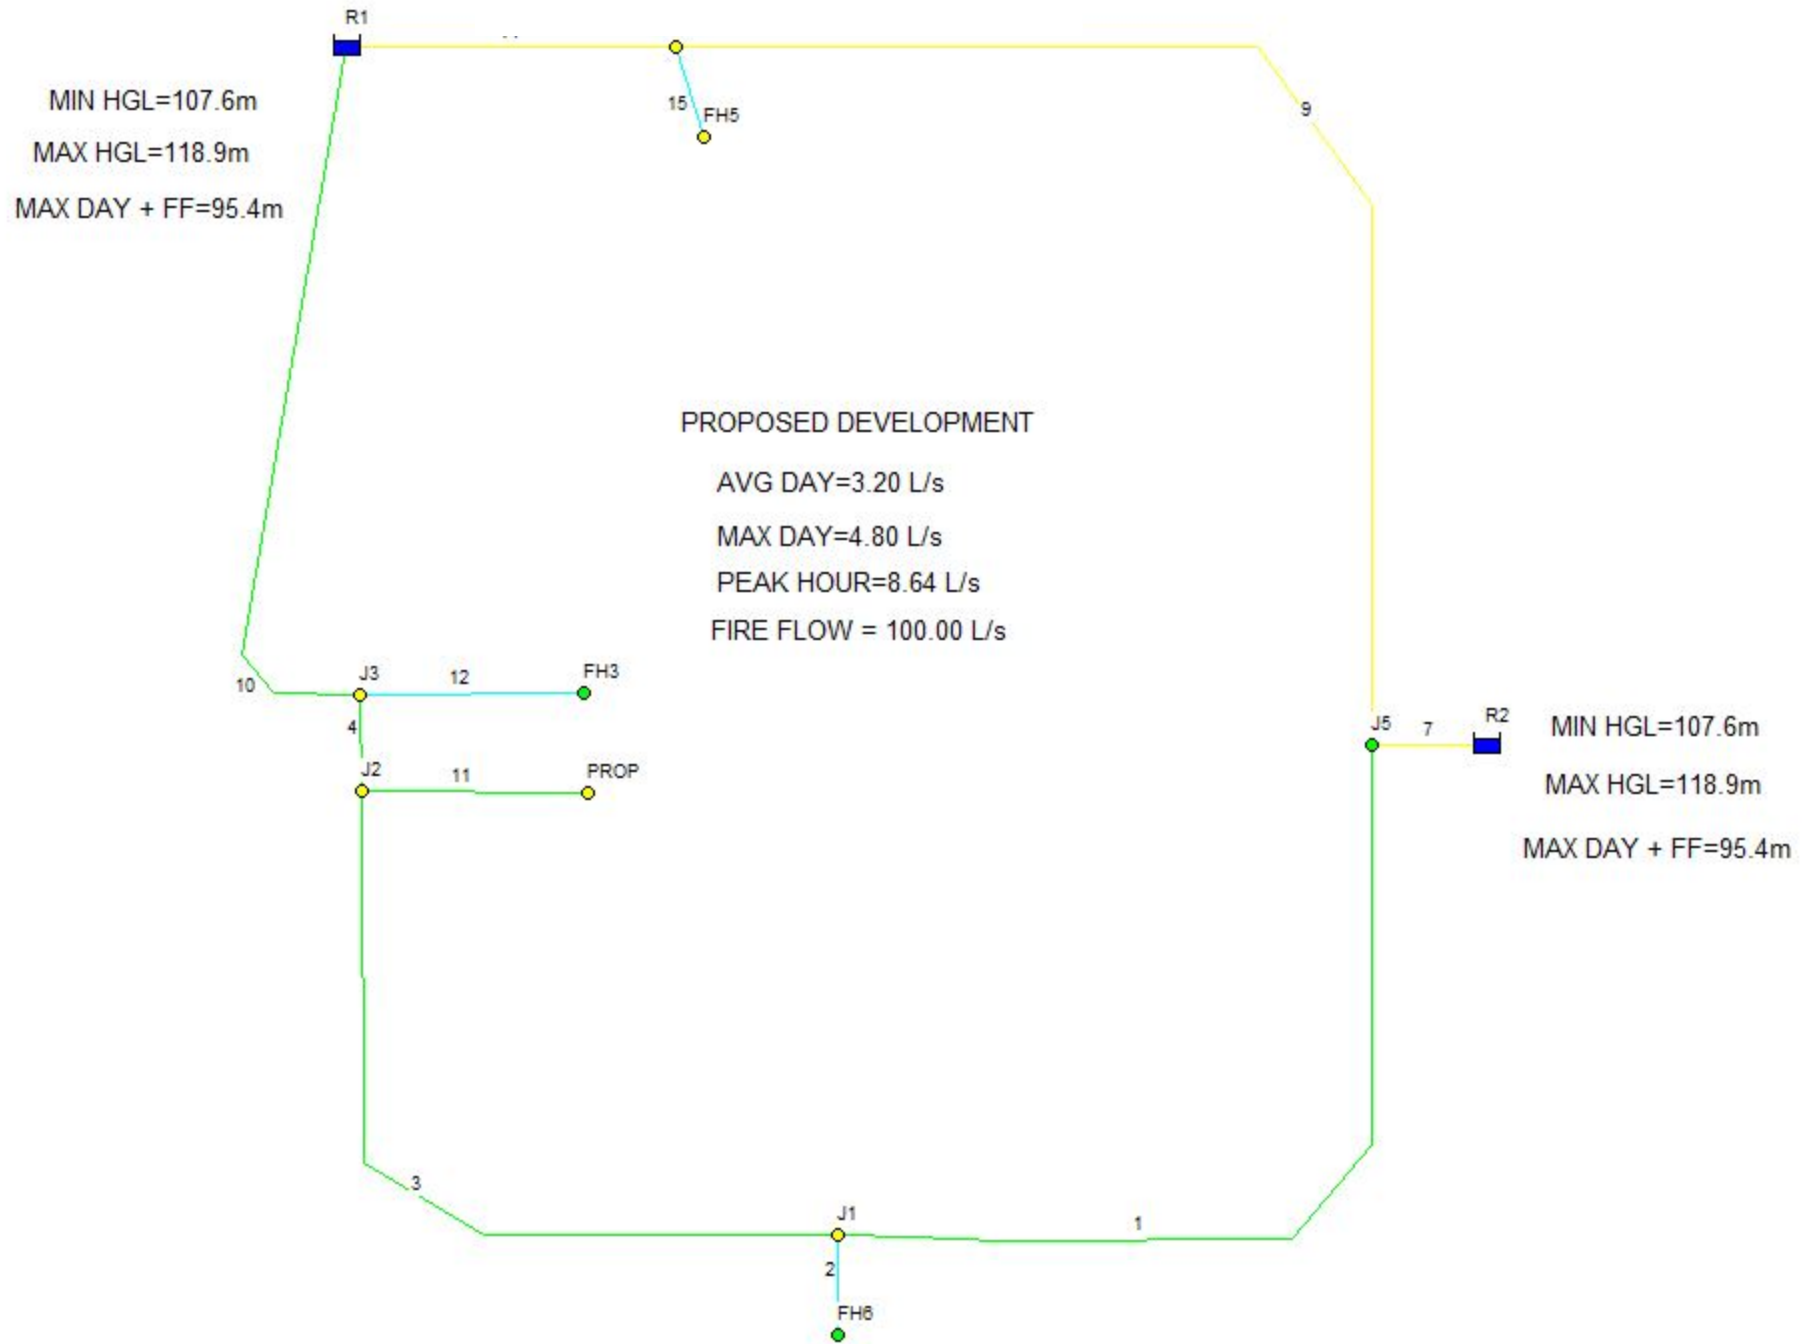 R1
MIN HGL=107.6m
MAX HGL=118.9m
MAX DAY + FF=95.4m
15
FH5
9
PROPOSED DEVELOPMENT
AVG DAY=3.20 L/s
MAX DAY=4.80 L/s
PEAK HOUR=8.64 L/s
FIRE FLOW = 100.00 L/s
10
J3
12
FH3
4
J2
11
PROP
J5
7
R2
MIN HGL=107.6m
MAX HGL=118.9m
MAX DAY + FF=95.4m
3
J1
1
2
FH6